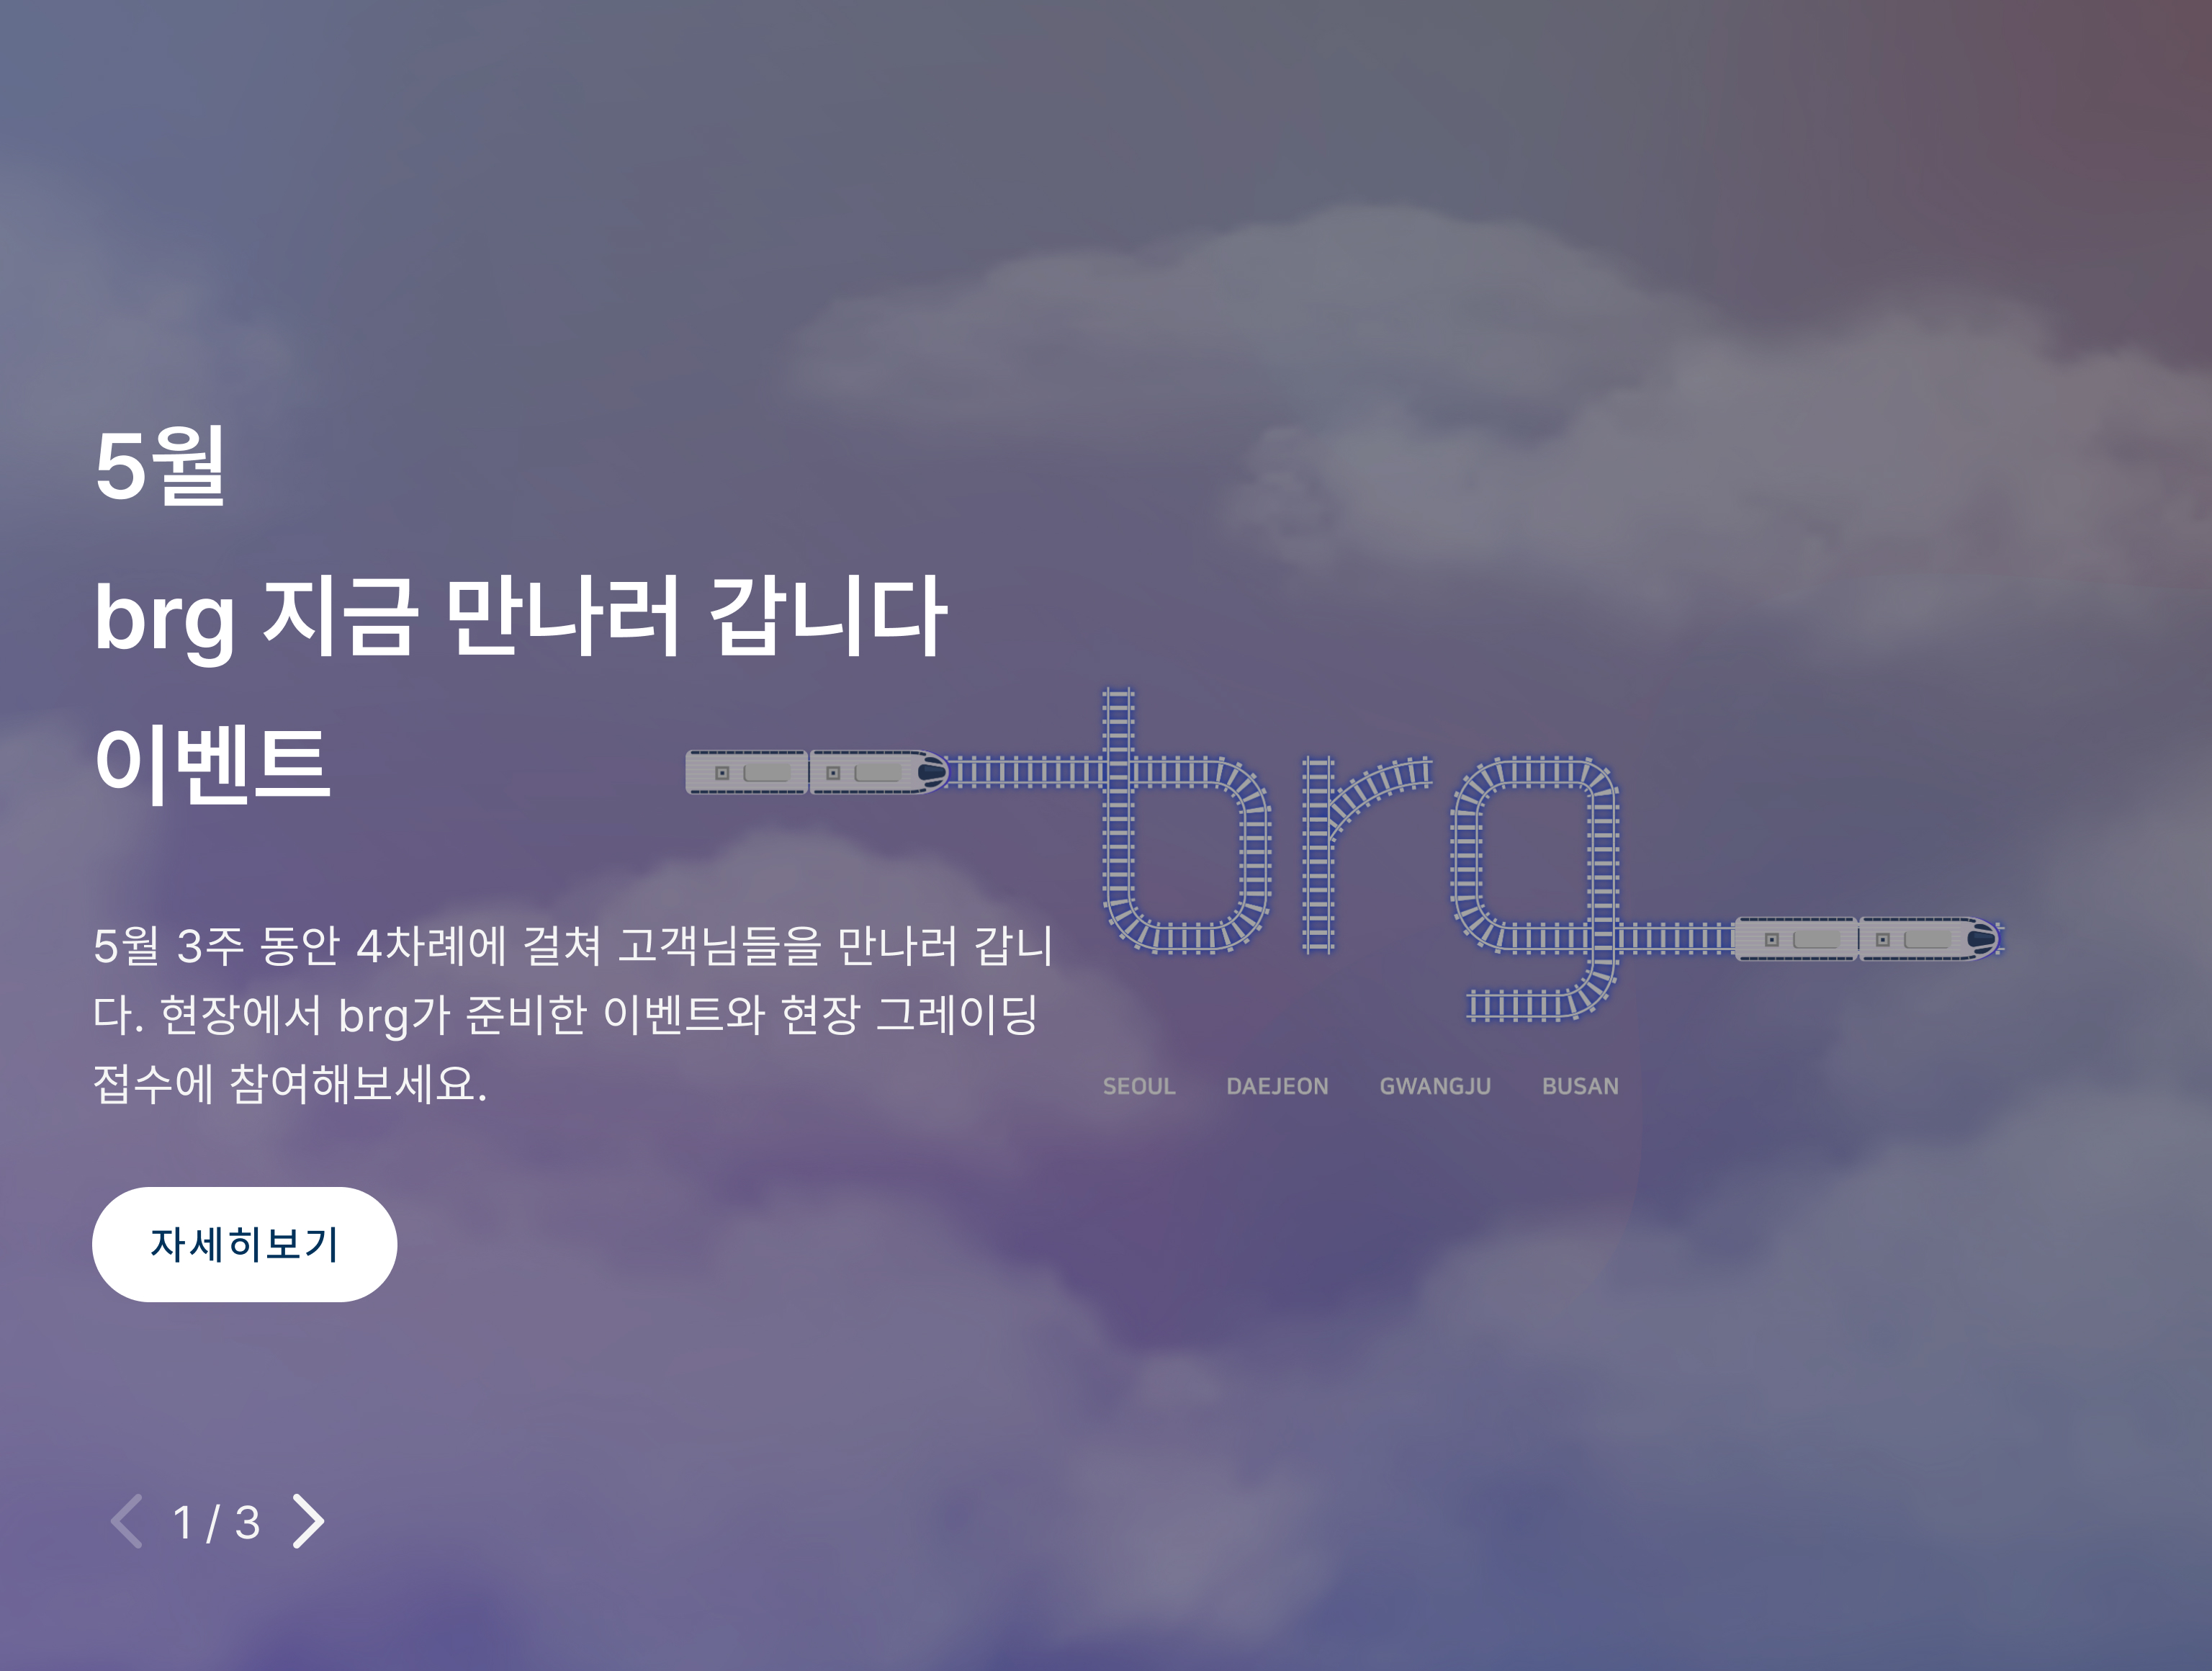 5월
brg 지금 만나러 갑니다
이벤트
5월 3주 동안 4차례에 걸쳐 고객님들을 만나러 갑니
다. 현장에서 brg가 준비한 이벤트와 현장 그레이딩
접수에 참여해보세요.
자세히보기
1 / 3
brg
SEOUL DAEJEON GWANGJU BUSAN